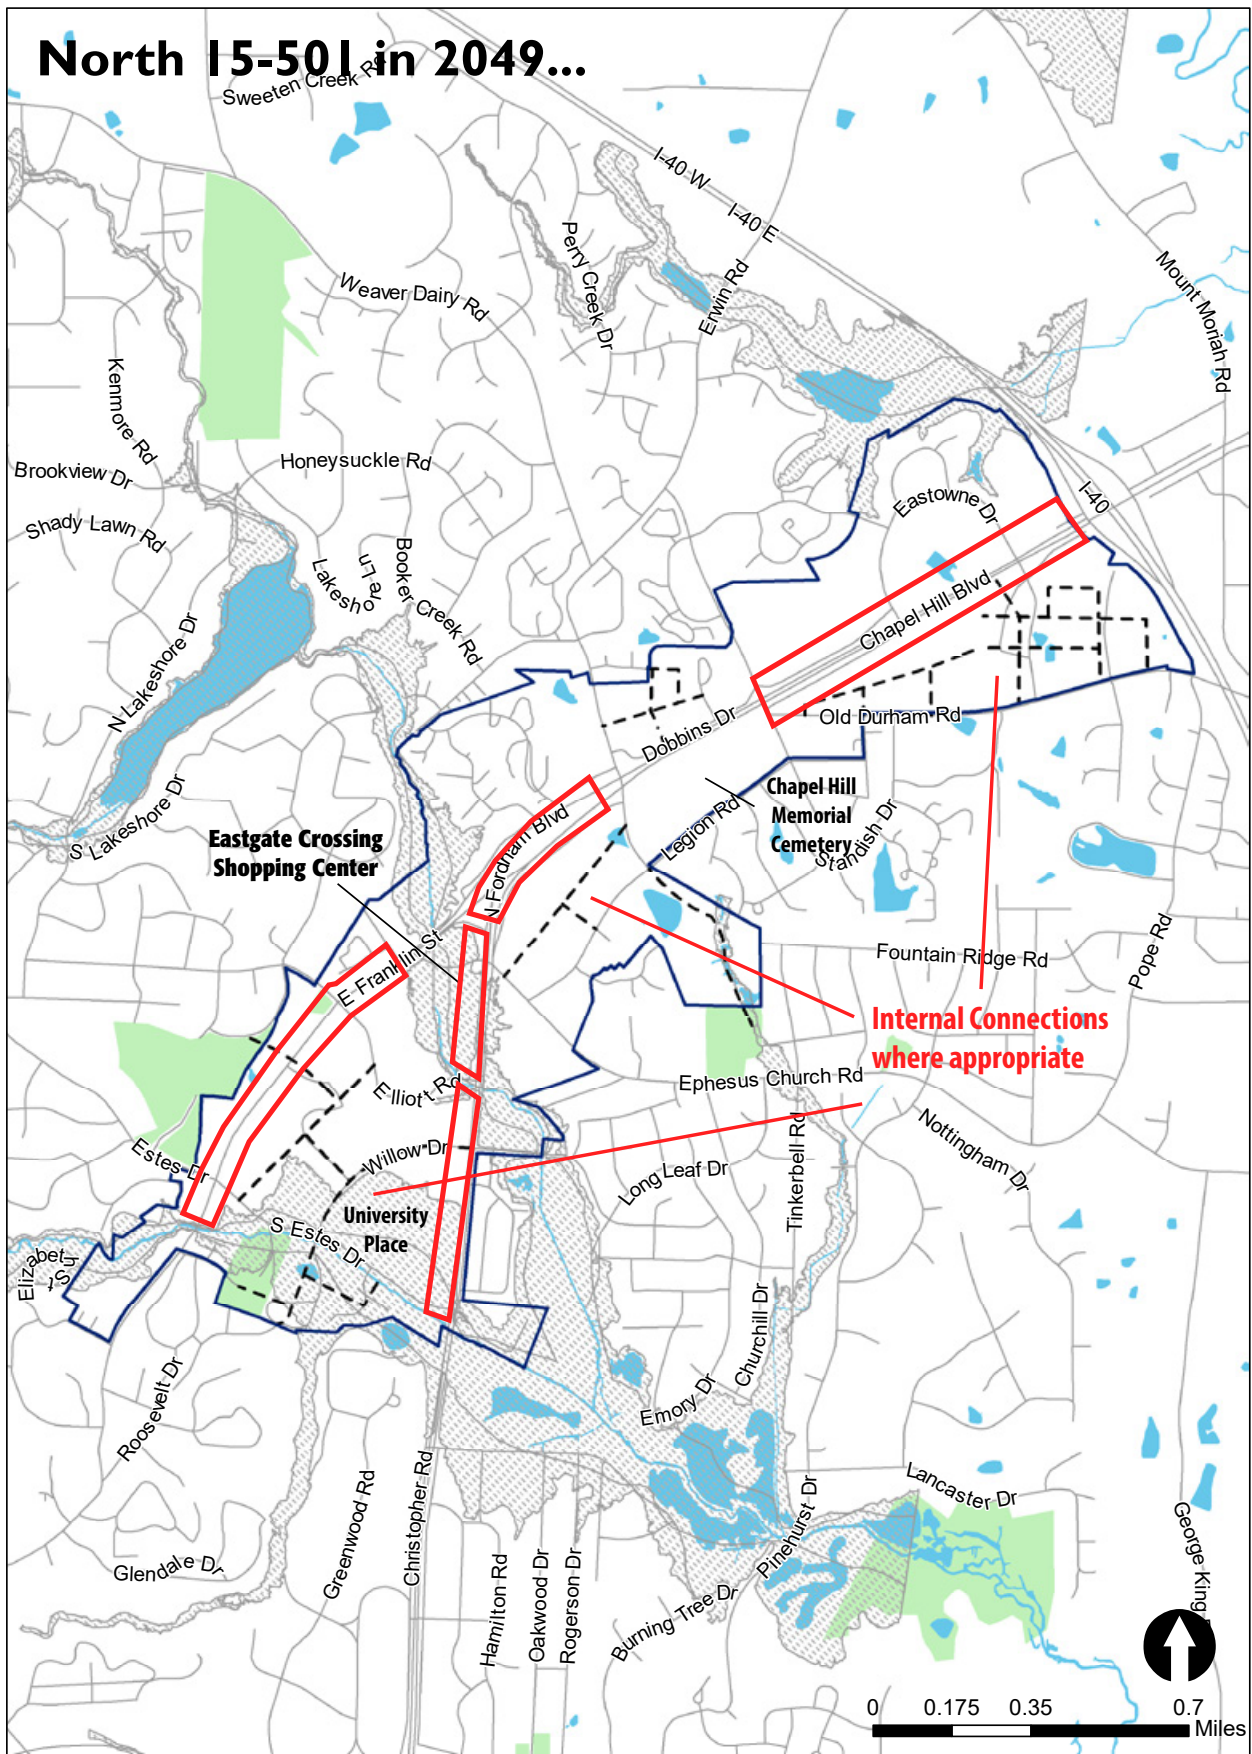 North 15-501 in 2049...
Sweeten Creek Rd
I-40 W
I-40 E
Perry Creek Dr
Erwin Rd
Mount Moriah Rd
Weaver Dairy Rd
Kenmore Rd
Honeysuckle Rd
Brookview Dr
Shady Lawn Rd
Eastowne Dr
I-40
Lakeshore Ln
Booker Creek Rd
Chapel Hill Blvd
N Lakeshore Dr
Old Durham Rd
Dobbins Dr
Chapel Hill
Memorial
Cemetery
S Lakeshore Dr
Legion Rd
Standish Dr
N Fordham Blvd
Eastgate Crossing
Shopping Center
E Franklin St
Fountain Ridge Rd
Pope Rd
Internal Connections
where appropriate
Elliott Rd
Ephesus Church Rd
Nottingham Dr
Estes Dr
Willow Dr
Long Leaf Dr
Tinkerbell Rd
University
Place
S Estes Dr
Elizabeth St
Churchill Dr
Roosevelt Dr
Emory Dr
Greenwood Rd
Christopher Rd
Lancaster Dr
Pinehurst Dr
George King
Glendale Dr
Hamilton Rd
Oakwood Dr
Rogerson Dr
Burning Tree Dr
0 0.175 0.35 0.7
Miles